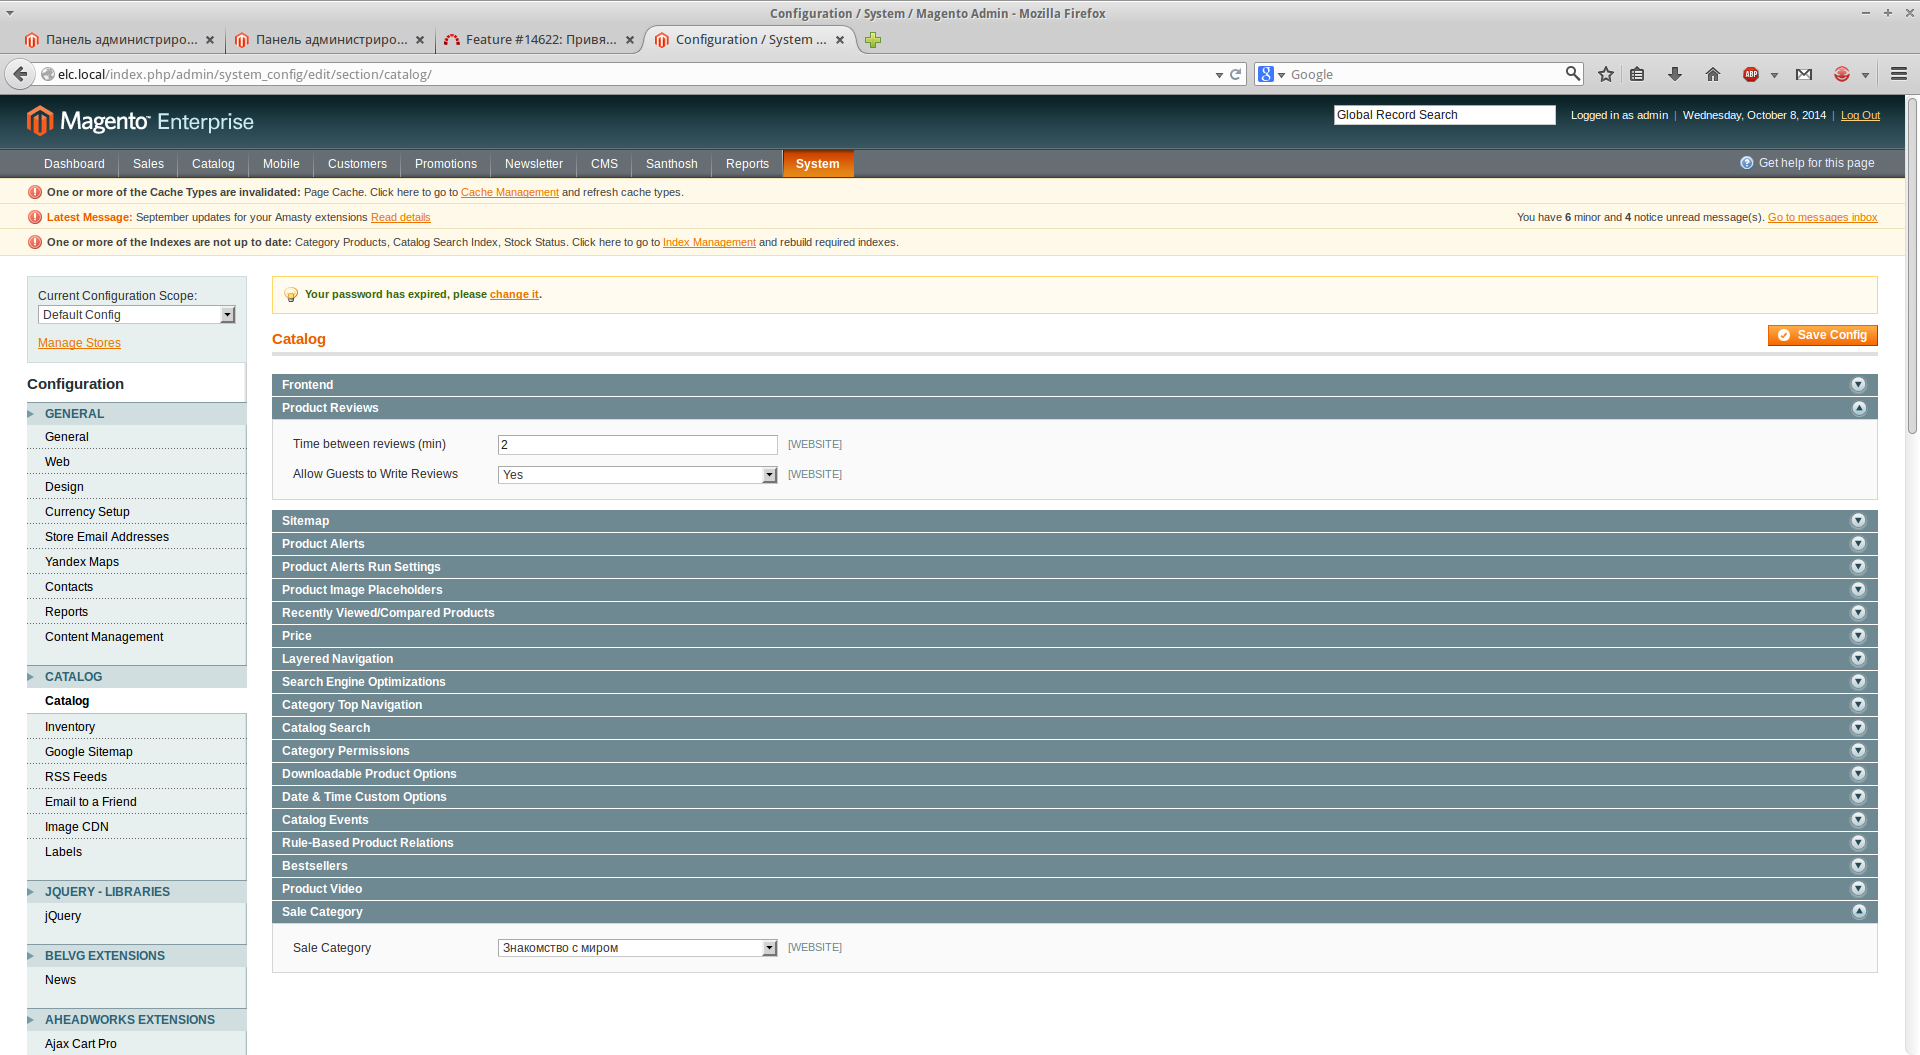 Configuration / System / Magento Admin - Mozilla Firefox
Панель администриро...
Панель администриро...
Feature #14622: Привя...
Configuration / System ...
elc.local/index.php/admin/system_config/edit/section/catalog/
8
Google
ABP
Magento Enterprise
Global Record Search
Logged in as admin | Wednesday, October 8, 2014 | Log Out
Dashboard
Sales
Catalog
Mobile
Customers
Promotions
Newsletter
CMS
Santhosh
Reports
System
Get help for this page
One or more of the Cache Types are invalidated: Page Cache. Click here to go to Cache Management and refresh cache types.
Latest Message: September updates for your Amasty extensions Read details
You have 6 minor and 4 notice unread message(s). Go to messages inbox
One or more of the Indexes are not up to date: Category Products, Catalog Search Index, Stock Status. Click here to go to Index Management and rebuild required indexes.
Current Configuration Scope:
Default Config
Manage Stores
Configuration
GENERAL
General
Web
Design
Currency Setup
Store Email Addresses
Yandex Maps
Contacts
Reports
Content Management
CATALOG
Catalog
Inventory
Google Sitemap
RSS Feeds
Email to a Friend
Image CDN
Labels
JQUERY - LIBRARIES
jQuery
BELVG EXTENSIONS
News
AHEADWORKS EXTENSIONS
Ajax Cart Pro
Your password has expired, please change it.
Catalog
Save Config
Frontend
Product Reviews
Time between reviews (min)
2
[WEBSITE]
Allow Guests to Write Reviews
Yes
[WEBSITE]
Sitemap
Product Alerts
Product Alerts Run Settings
Product Image Placeholders
Recently Viewed/Compared Products
Price
Layered Navigation
Search Engine Optimizations
Category Top Navigation
Catalog Search
Category Permissions
Downloadable Product Options
Date & Time Custom Options
Catalog Events
Rule-Based Product Relations
Bestsellers
Product Video
Sale Category
Sale Category
Знакомство с миром
[WEBSITE]